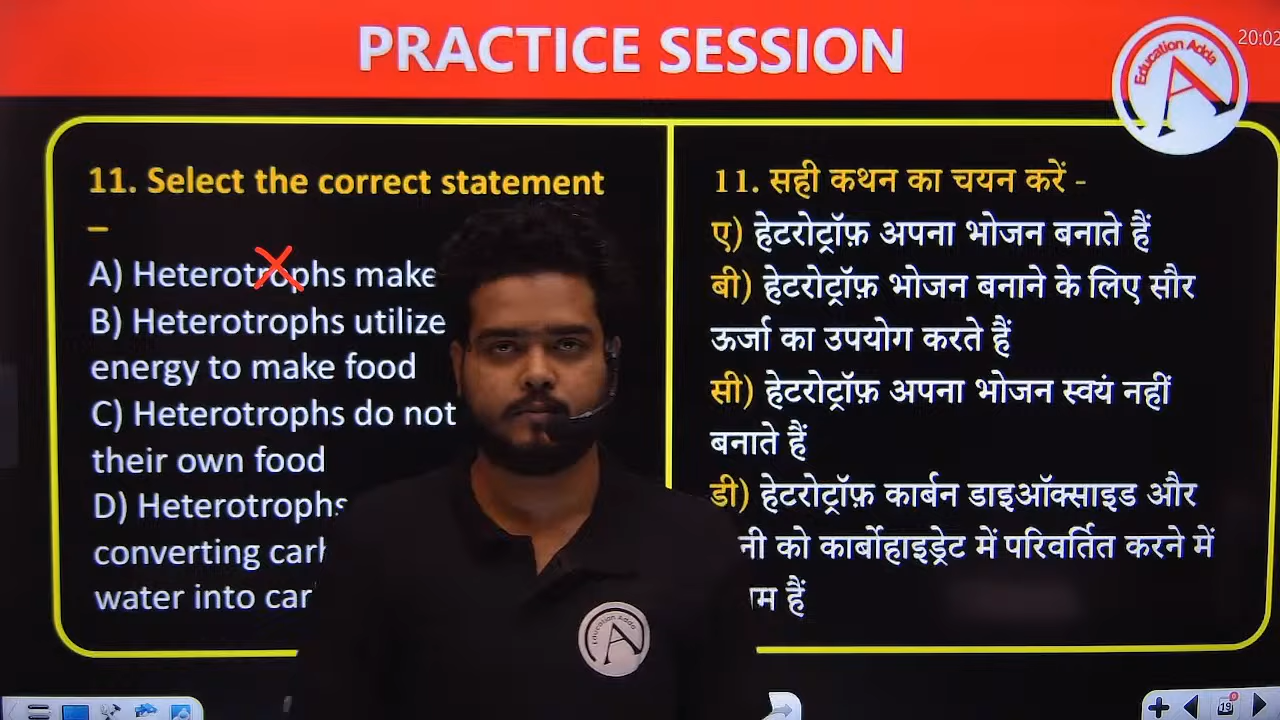 PRACTICE SESSION
20:02
Education Adda
A
11. Select the correct statement
–
A) Heterotrophs make
B) Heterotrophs utilize
energy to make food
C) Heterotrophs do not
their own food
D) Heterotrophs
converting
water into
11. सही कथन का चयन करें -
ए) हेटरोट्रॉफ़ अपना भोजन बनाते हैं
बी) हेटरोट्रॉफ़ भोजन बनाने के लिए सौर
ऊर्जा का उपयोग करते हैं
सी) हेटरोट्रॉफ़ अपना भोजन स्वयं नहीं
बनाते हैं
डी) हेटरोट्रॉफ़ कार्बन डाइऑक्साइड और
को कार्बोहाइड्रेट में परिवर्तित करने में
हैं
Education Adda
A
19